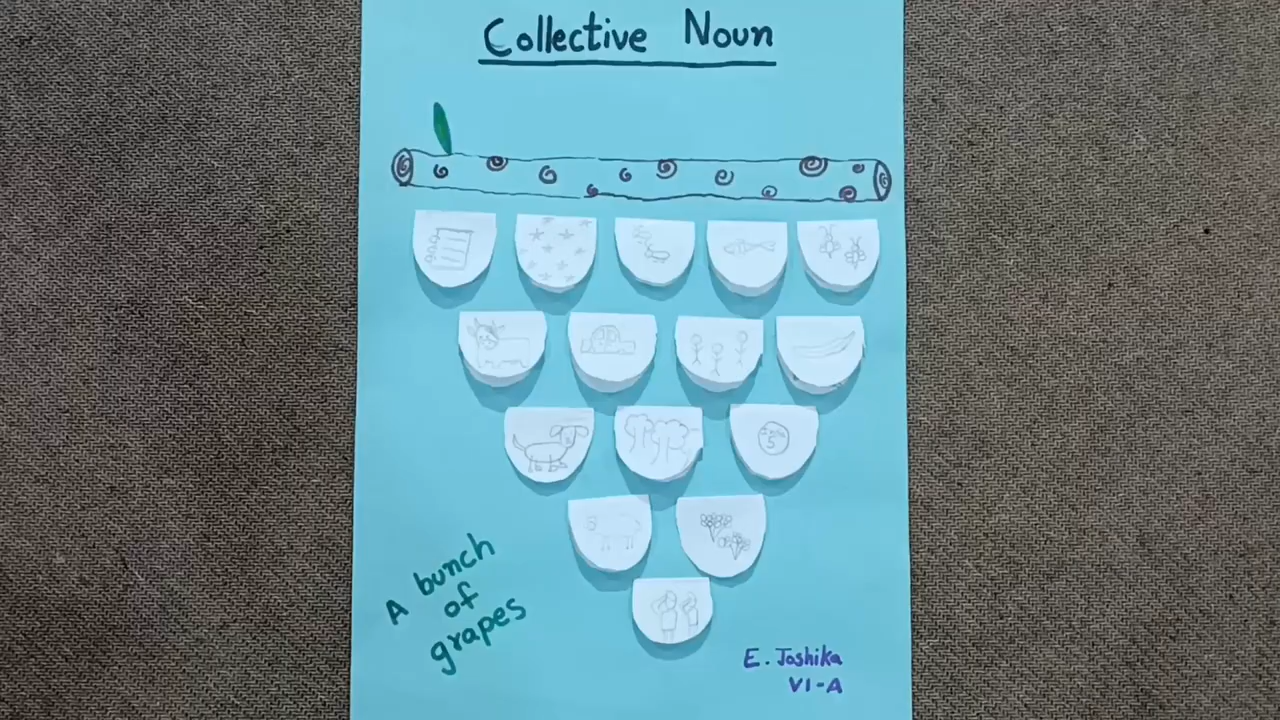 Collective Noun
A bunch
of
grapes
E. Joshika
VI-A